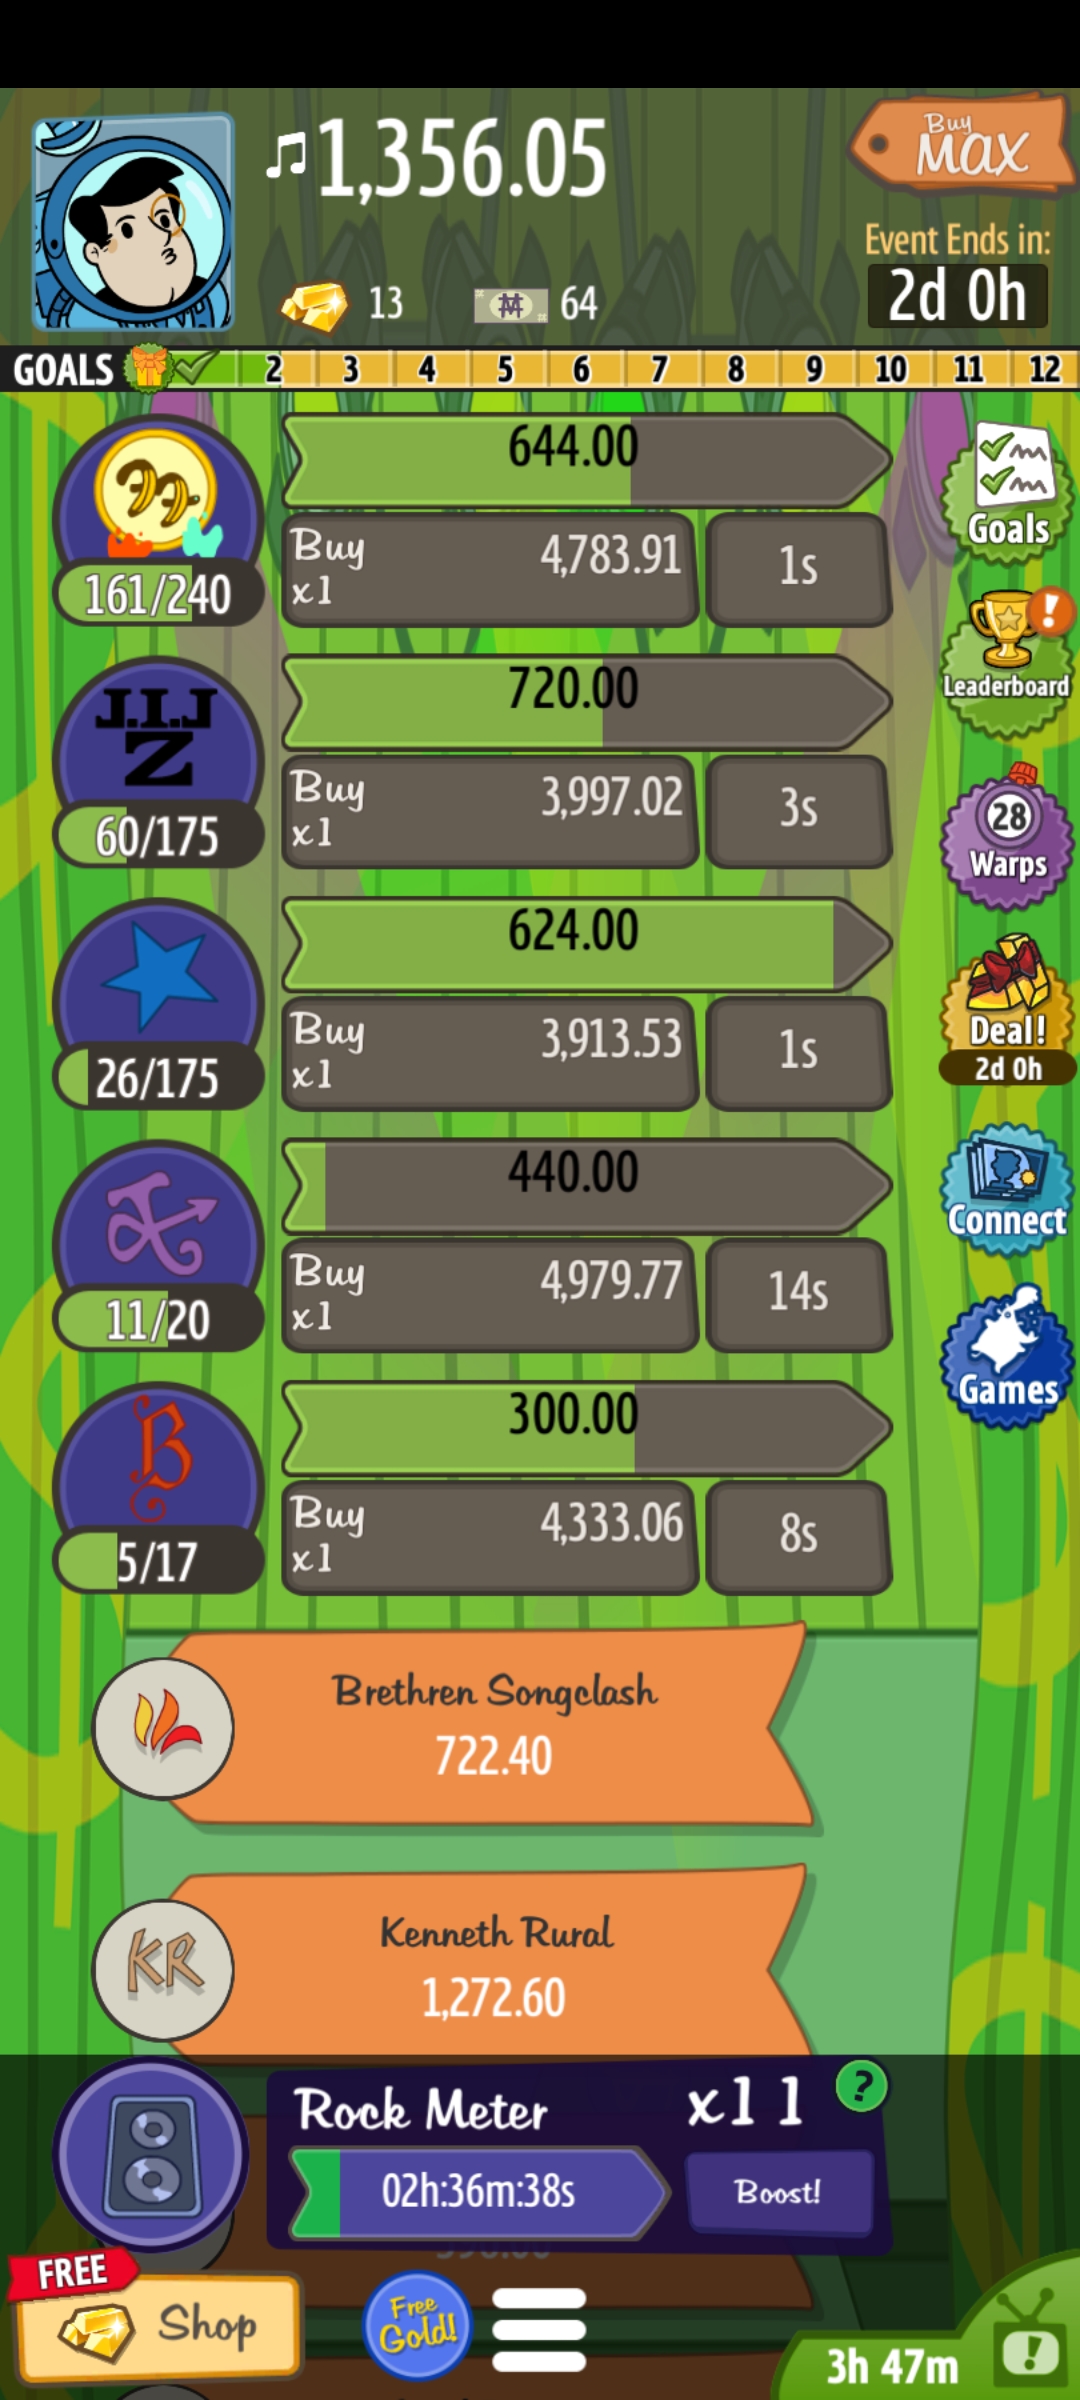 1,356.05
Buy
MAX
Event Ends in:
2d 0h
13
64
GOALS 2 3 4 5 6 7 8 9 10 11 12
644.00
161/240
Buy
x1
4,783.91
1s
Goals
Leaderboard
720.00
J.I.J
Z
60/175
Buy
x1
3,997.02
3s
28
Warps
624.00
26/175
Buy
x1
3,913.53
1s
Deal!
2d 0h
440.00
11/20
Buy
x1
4,979.77
14s
Connect
300.00
B
5/17
Buy
x1
4,333.06
8s
Games
Brethren Songclash
722.40
KR
Kenneth Rural
1,272.60
Rock Meter
x11
?
02h:36m:38s
Boost!
FREE
Shop
Free
Gold!
3h 47m